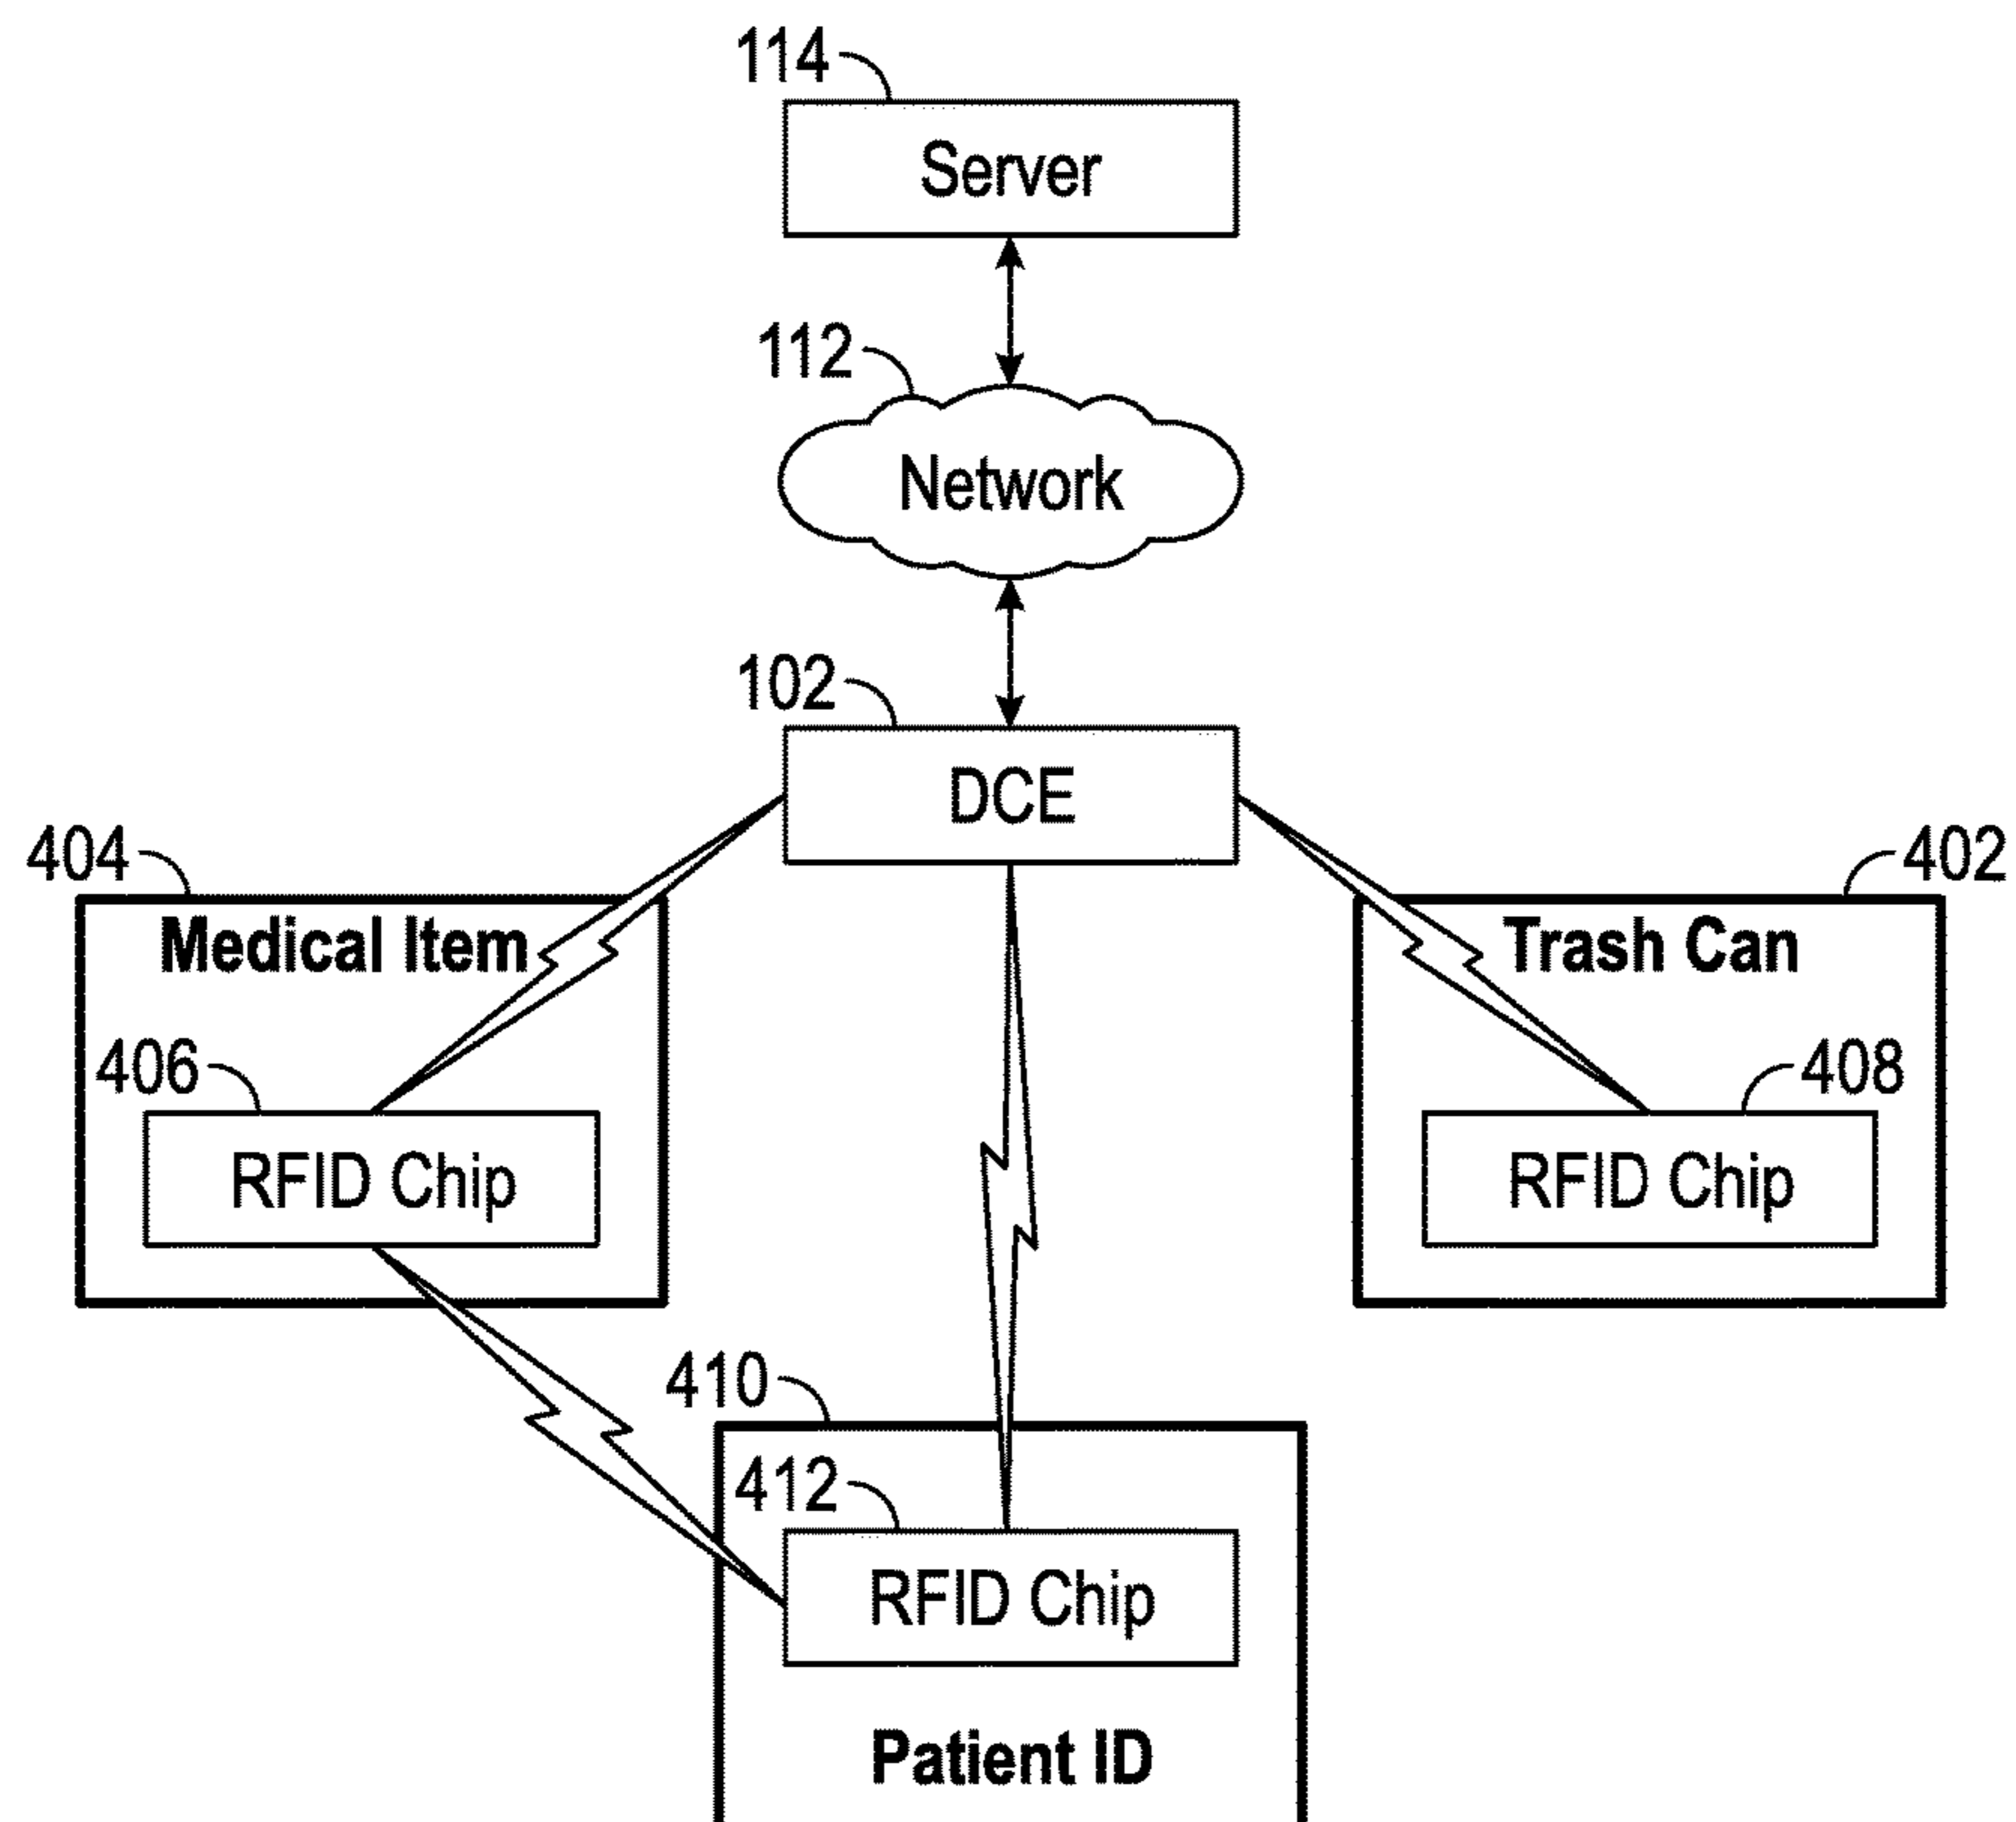 114
Server
112
Network
102
DCE
404
402
Medical Item
Trash Can
406
408
RFID Chip
RFID Chip
410
412
RFID Chip
Patient ID